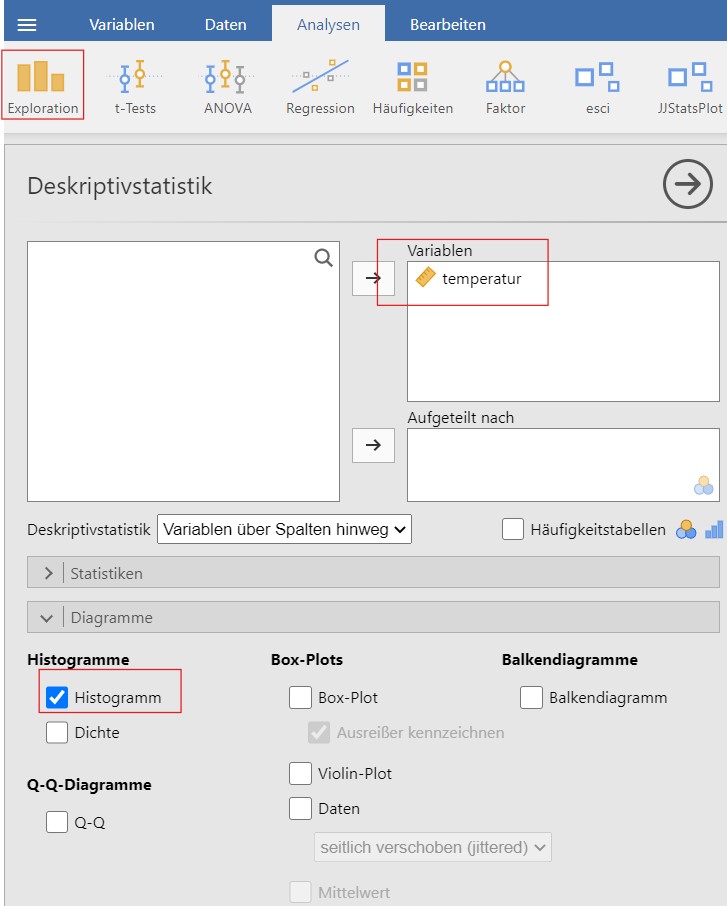 Variablen Daten Analysen Bearbeiten
Exploration t-Tests ANOVA Regression Häufigkeiten Faktor esci JJStatsPlot
Deskriptivstatistik
Variablen
temperatur
Aufgeteilt nach
Deskriptivstatistik Variablen über Spalten hinweg Häufigkeitstabellen
Statistiken
Diagramme
Histogramme Box-Plots Balkendiagramme
Histogramm Box-Plot Balkendiagramm
Dichte Ausreißer kennzeichnen
Violin-Plot
Q-Q-Diagramme
Daten
Q-Q
seitlich verschoben (jittered)
Mittelwert